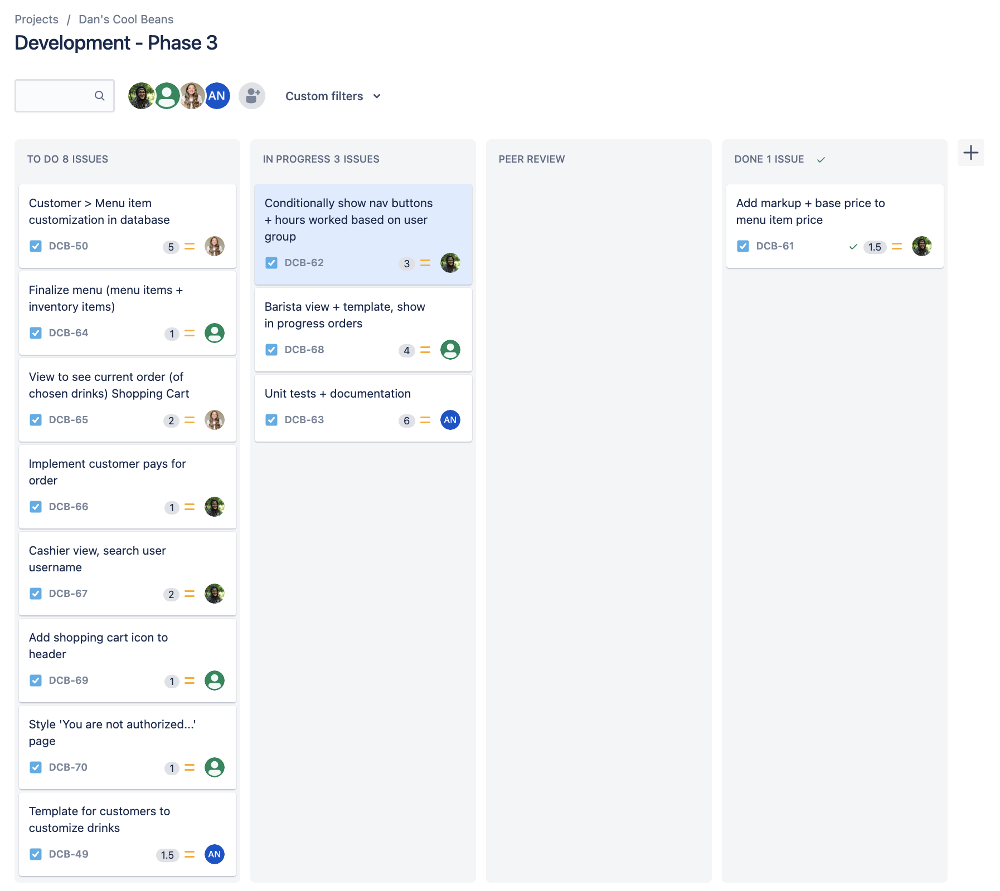 Projects / Dan's Cool Beans
Development - Phase 3
AN
Custom filters
TO DO 8 ISSUES
Customer > Menu item
customization in database
DCB-50
5
Finalize menu (menu items +
inventory items)
DCB-64
1
View to see current order (of
chosen drinks) Shopping Cart
DCB-65
2
Implement customer pays for
order
DCB-66
1
Cashier view, search user
username
DCB-67
2
Add shopping cart icon to
header
DCB-69
1
Style 'You are not authorized...'
page
DCB-70
1
Template for customers to
customize drinks
DCB-49
1.5
AN
IN PROGRESS 3 ISSUES
Conditionally show nav buttons
+ hours worked based on user
group
DCB-62
3
Barista view + template, show
in progress orders
DCB-68
4
Unit tests + documentation
DCB-63
6
AN
PEER REVIEW
DONE 1 ISSUE
Add markup + base price to
menu item price
DCB-61
1.5